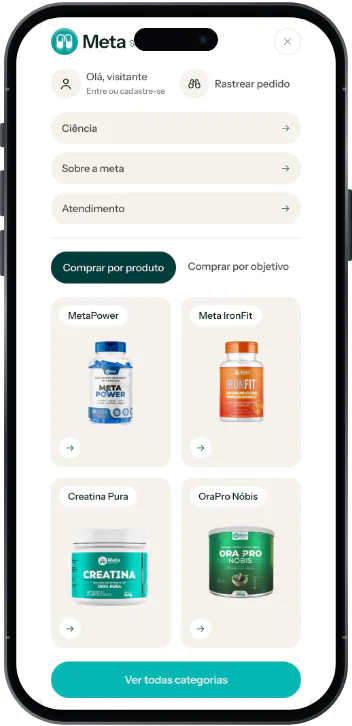 Meta
Olá, visitante
Entre ou cadastre-se
Rastrear pedido
Ciência
Sobre a meta
Atendimento
Comprar por produto
Comprar por objetivo
MetaPower
Meta IronFit
META
POWER
IRONFIT
Creatina Pura
OraPro Nóbis
Meta
CREATINA
100% PURA
ORA PRO
NÓBIS
Ver todas categorias